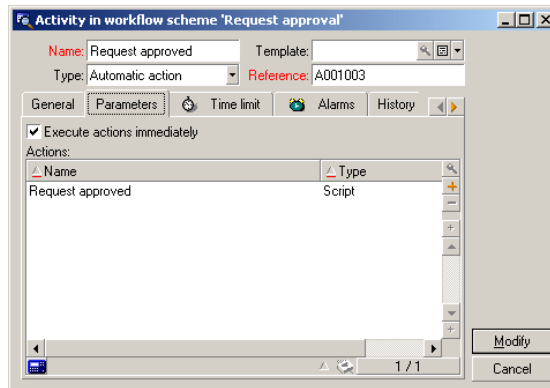 Activity in workflow scheme 'Request approval'
Name: Request approved Template:
Type: Automatic action Reference: A001003
General Parameters Time limit Alarms History
Execute actions immediately
Actions:
Name Type
Request approved Script
1 / 1
Modify
Cancel